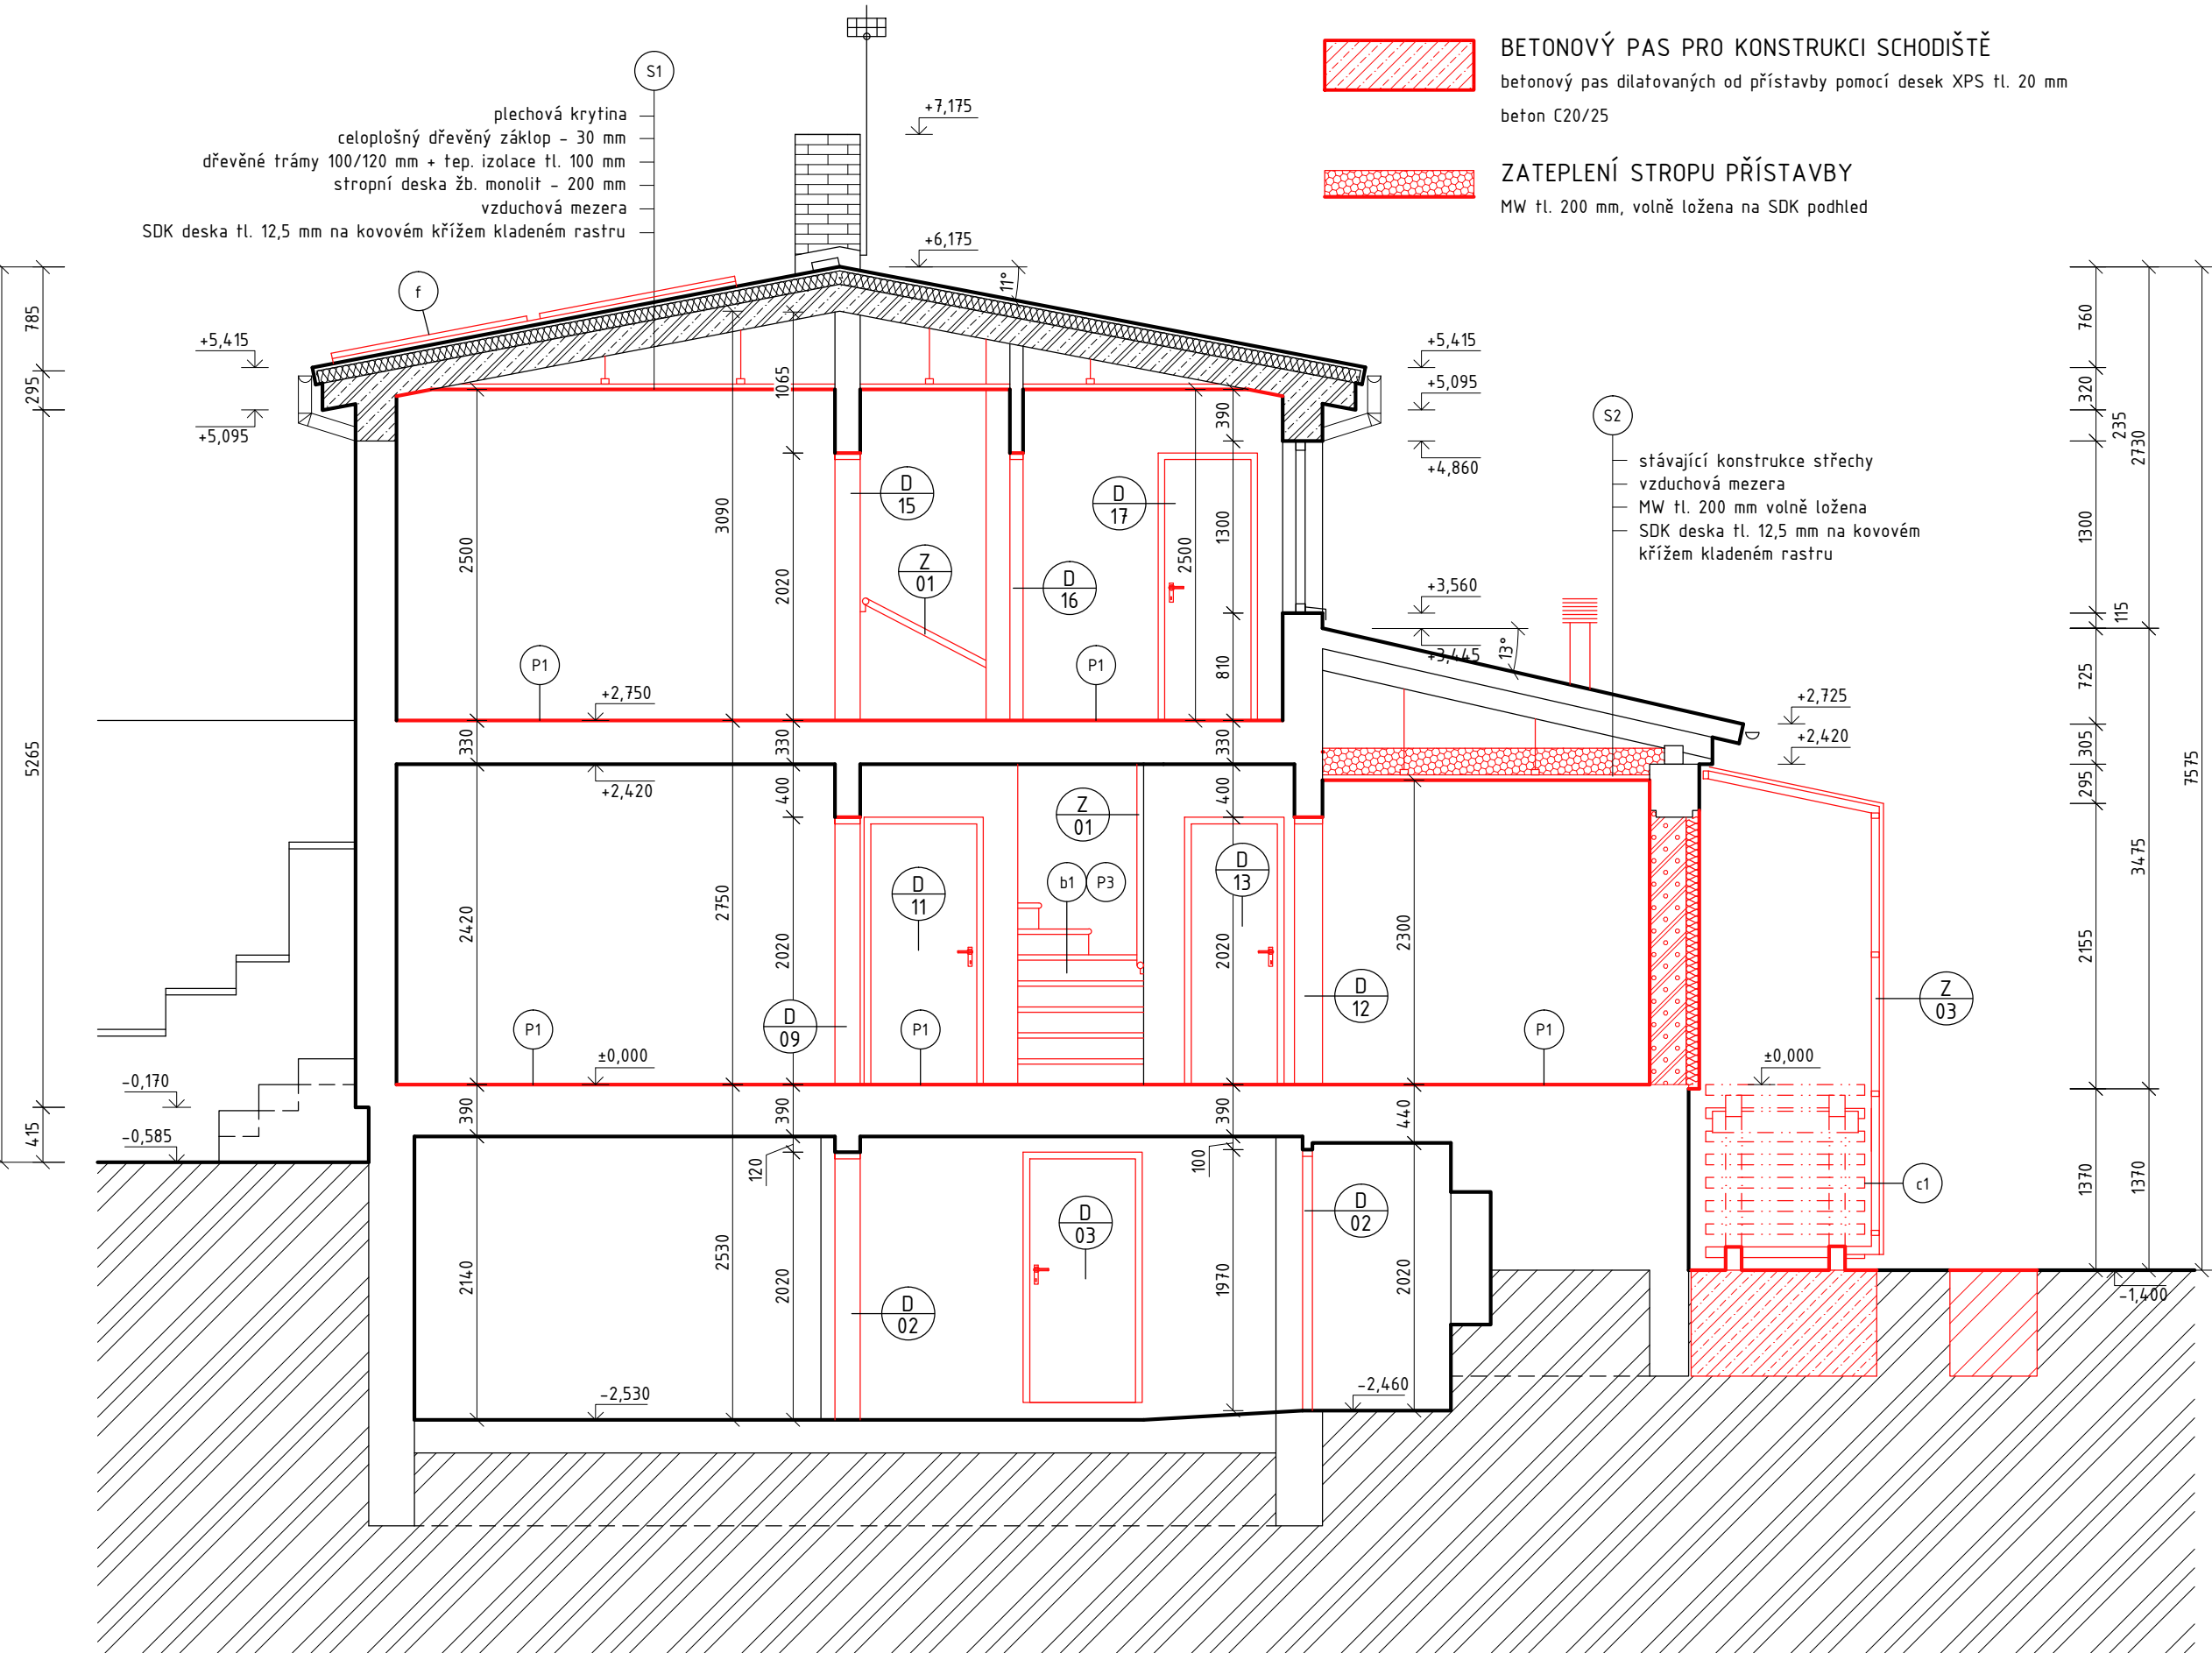 BETONOVÝ PAS PRO KONSTRUKCI SCHODIŠTĚ
betonový pas dilatovaných od přístavby pomocí desek XPS tl. 20 mm
beton C20/25
ZATEPLENÍ STROPU PŘÍSTAVBY
MW tl. 200 mm, volně ložena na SDK podhled
S1
plechová krytina
celoplošný dřevěný záklop - 30 mm
dřevěné trámy 100/120 mm + tep. izolace tl. 100 mm
stropní deska žb. monolit - 200 mm
vzduchová mezera
SDK deska tl. 12,5 mm na kovovém křížem kladeném rastru
+7,175
+6,175
11°
f
785
295
5265
415
+5,415
+5,095
+5,415
+5,095
+4,860
S2
stávající konstrukce střechy
vzduchová mezera
MW tl. 200 mm volně ložena
SDK deska tl. 12,5 mm na kovovém
křížem kladeném rastru
760
320
235
2730
1300
115
725
305
295
2155
3475
1370
1370
7575
1065
390
2500
3090
2020
1300
2500
810
D
15
D
17
Z
01
D
16
P1
P1
+2,750
+3,560
+3,445
13°
+2,725
+2,420
330
330
330
400
400
+2,420
Z
01
b1
P3
D
11
D
13
2420
2750
2020
2020
2300
D
09
D
12
Z
03
P1
P1
P1
±0,000
±0,000
-0,170
-0,585
390
390
390
440
120
100
D
03
D
02
D
02
c1
2140
2530
2020
1970
2020
-2,530
-2,460
-1,400